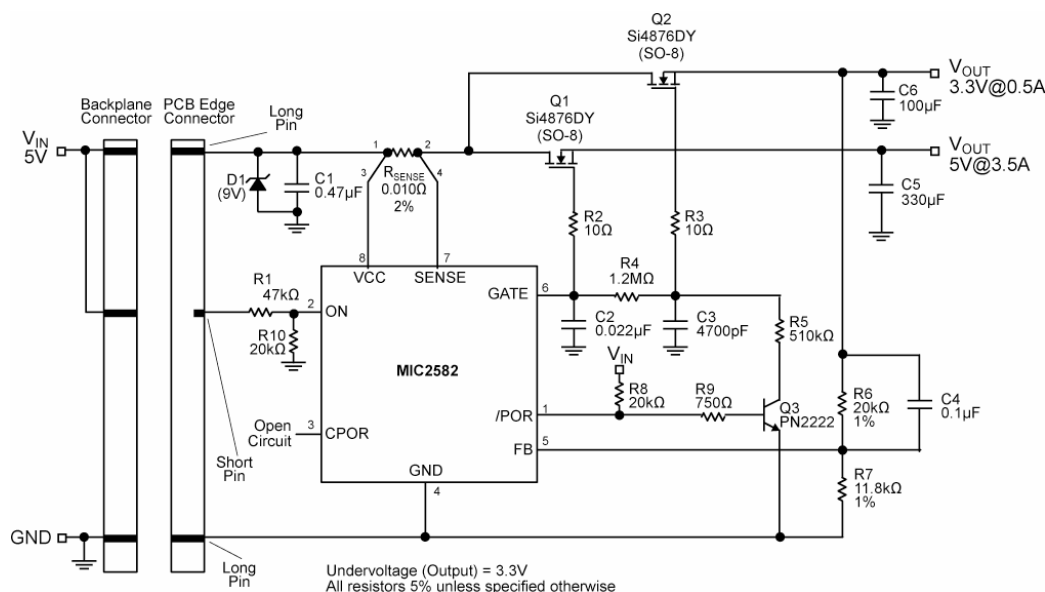 Q2
Si4876DY
(SO-8)
VOUT
3.3V@0.5A
C6
100µF
Backplane
Connector
PCB Edge
Connector
Long
Pin
Q1
Si4876DY
(SO-8)
VIN
5V
1
2
RSENSE
0.010Ω
2%
3
4
D1
(9V)
C1
0.47µF
VOUT
5V@3.5A
C5
330µF
R2
10Ω
R3
10Ω
8
7
VCC
SENSE
R1
47kΩ
2
ON
GATE
6
R4
1.2MΩ
R10
20kΩ
C2
0.022µF
C3
4700pF
R5
510kΩ
MIC2582
VIN
R8
20kΩ
R9
750Ω
/POR
1
Q3
PN2222
R6
20kΩ
1%
C4
0.1µF
Open
Circuit
3
CPOR
FB
5
Short
Pin
GND
4
R7
11.8kΩ
1%
GND
Long
Pin
Undervoltage (Output) = 3.3V
All resistors 5% unless specified otherwise